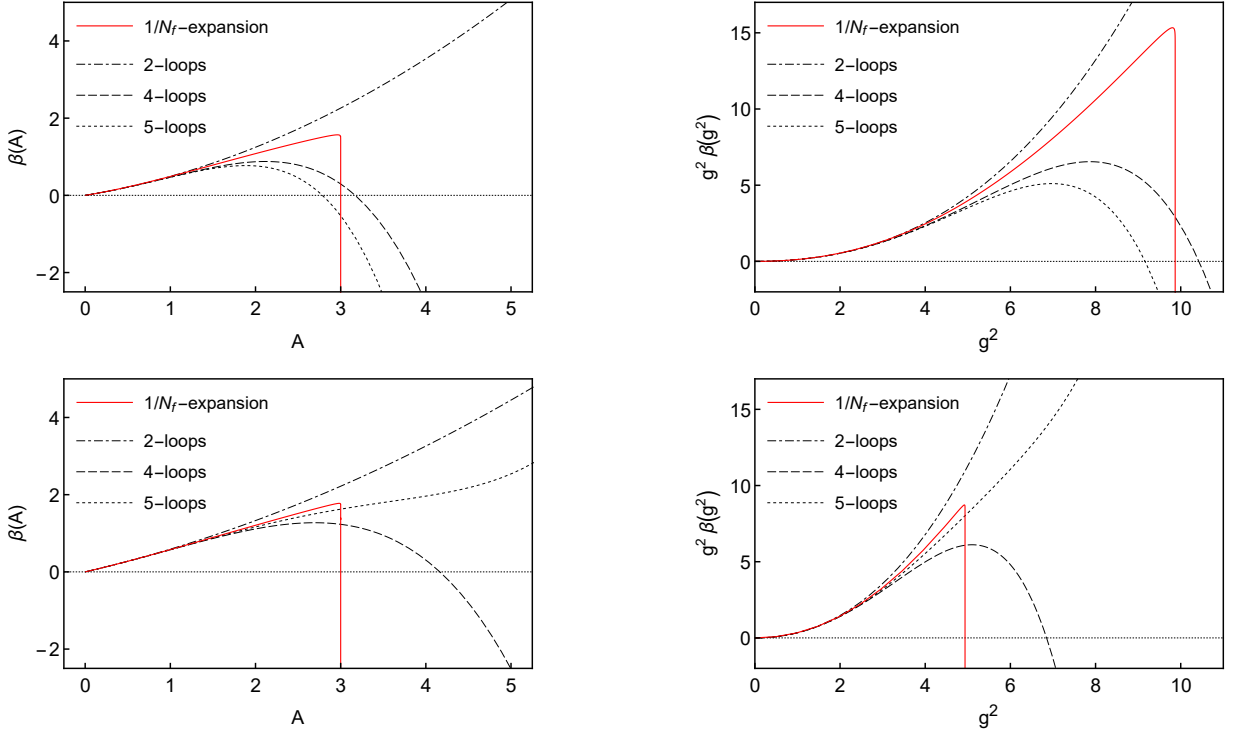 4
2
0
−2
β(A)
1/N_f−expansion
2−loops
4−loops
5−loops
0 1 2 3 4 5
A
15
10
5
0
g² β(g²)
1/N_f−expansion
2−loops
4−loops
5−loops
0 2 4 6 8 10
g²
4
2
0
−2
β(A)
1/N_f−expansion
2−loops
4−loops
5−loops
0 1 2 3 4 5
A
15
10
5
0
g² β(g²)
1/N_f−expansion
2−loops
4−loops
5−loops
0 2 4 6 8 10
g²